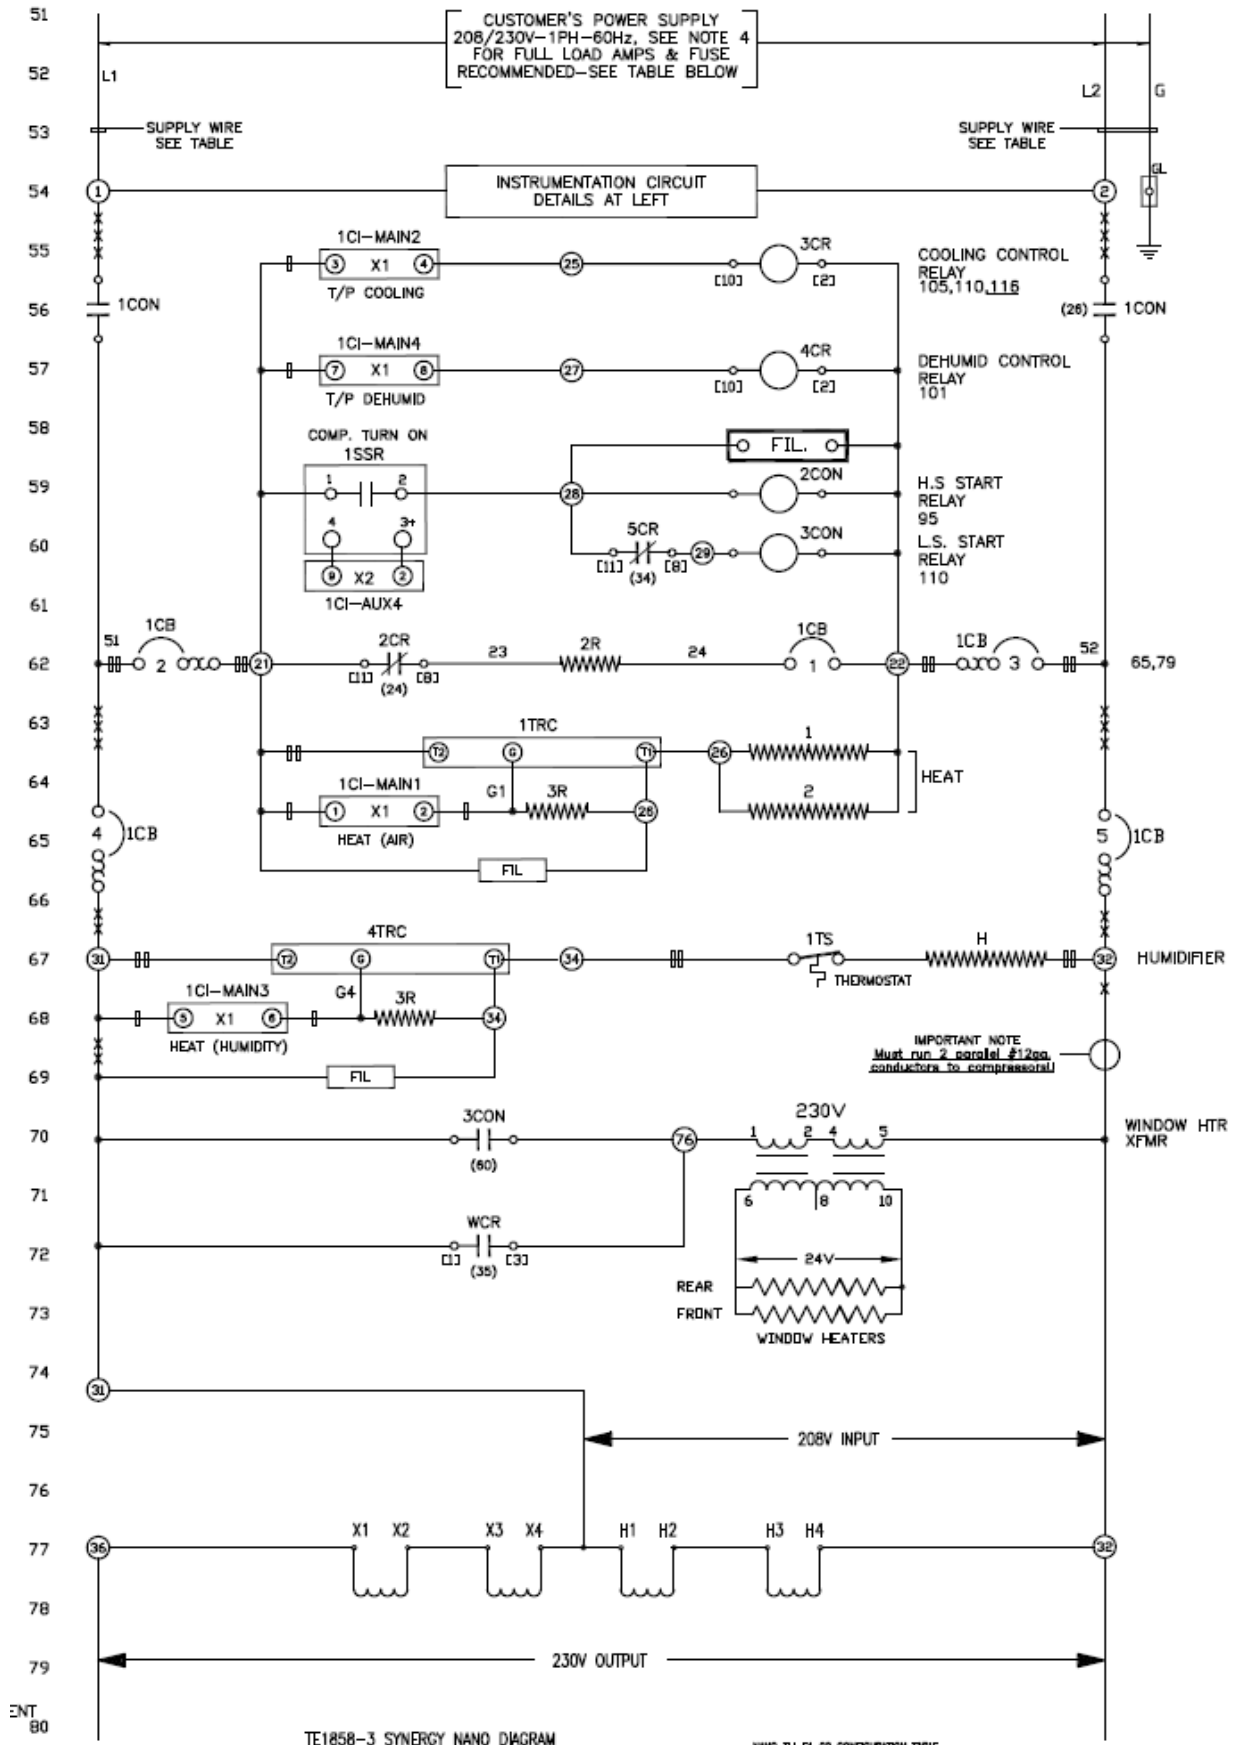 51
CUSTOMER'S POWER SUPPLY
208/230V-1PH-60Hz, SEE NOTE 4
FOR FULL LOAD AMPS & FUSE
RECOMMENDED-SEE TABLE BELOW
52
L1
L2
G
53
SUPPLY WIRE
SEE TABLE
SUPPLY WIRE
SEE TABLE
54
1
INSTRUMENTATION CIRCUIT
DETAILS AT LEFT
2
GL
55
1CI-MAIN2
3 X1 4
T/P COOLING
25
3CR
[10]
[2]
COOLING CONTROL
RELAY
105,110,116
56
1CON
(26)
1CON
57
1CI-MAIN4
7 X1 8
T/P DEHUMID
27
4CR
[10]
[2]
DEHUMID CONTROL
RELAY
101
58
COMP. TURN ON
1SSR
FIL.
59
1
2
28
2CON
H.S START
RELAY
95
60
4
3+
5CR
[11]
(34)
[8]
29
3CON
L.S. START
RELAY
110
9 X2 2
1CI-AUX4
61
62
51
1CB
2
21
2CR
[11]
(24)
[8]
23
2R
24
1CB
1
22
1CB
3
52
65,79
63
1TRC
T2
G
T1
26
1
64
1CI-MAIN1
1 X1 2
HEAT (AIR)
G1
3R
26
2
HEAT
65
4
1CB
FIL
5
1CB
66
67
31
4TRC
T2
G
T1
34
1TS
THERMOSTAT
H
32
HUMIDIFIER
68
1CI-MAIN3
5 X1 6
HEAT (HUMIDITY)
G4
3R
34
IMPORTANT NOTE
Must run 2 paralel #12ga.
conductors to compressors!
69
FIL
70
3CON
(60)
76
230V
1 2 4 5
WINDOW HTR
XFMR
71
6 8 10
72
WCR
[1]
(35)
[3]
24V
REAR
73
FRONT
WINDOW HEATERS
74
31
75
208V INPUT
76
77
36
X1 X2 X3 X4 H1 H2 H3 H4
32
78
79
230V OUTPUT
ENT
80
TE1858-3 SYNERGY NANO DIAGRAM